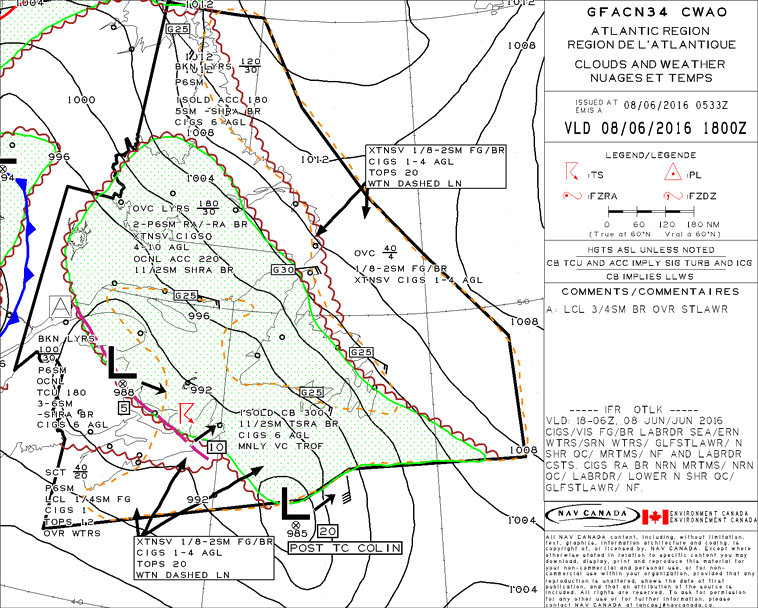 1004
1008
1008
G25
1012
BKN LYRS 120/30
P6SM
ISOLD ACC 180
5SM -SHRA BR
CIGS 6 AGL
1000
1008
996
1012
XTNSV 1/8-2SM FG/BR
CIGS 1-4 AGL
TOPS 20
WTN DASHED LN
94
1004
OVC LYRS 180/30
2-P6SM RA/-RA BR
XTNSV CIGS0
4-10 AGL
OCNL ACC 220
11/2SM SHRA BR
OVC 40/4
1/8-2SM FG/BR
XTNSV CIGS 1-4 AGL
G30
G25
50
A
996
1008
BKN LYRS
100/30
P6SM
OCNL
TCU 180
3-6SM
-SHRA BR
CIGS 6 AGL
G25
L
988
992
G25
5
ISOLD CB 300
11/2SM TSRA BR
CIGS 6 AGL
MNLY VC TROF
10
1008
SCT 40/20
P6SM
LCL 1/4SM FG
CIGS 1
TOPS 12
OVR WTRS
992
L
985
20
POST TC COLIN
1004
XTNSV 1/8-2SM FG/BR
CIGS 1-4 AGL
TOPS 20
WTN DASHED LN
1004
40
GFACN34 CWAO
ATLANTIC REGION
REGION DE L'ATLANTIQUE
CLOUDS AND WEATHER
NUAGES ET TEMPS
ISSUED AT 08/06/2016 0533Z
ÉMIS A
VLD 08/06/2016 1800Z
LEGEND/LÉGENDE
:TS
:PL
:FZRA
:FZDZ
0 60 120 180 NM
(True at 60°N Vrai à 60°N)
HGTS ASL UNLESS NOTED
CB TCU AND ACC IMPLY SIG TURB AND ICG
CB IMPLIES LLWS
COMMENTS/COMMENTAIRES
A: LCL 3/4SM BR OVR STLAWR
----- IFR OTLK -----
VLD: 18-06Z, 08 JUN/JUN 2016
CIGS/VIS FG/BR LABRDR SEA/ERN
WTRS/SRN WTRS/ GLFSTLAWR/ N
SHR QC/ MRTMS/ NF AND LABRDR
CSTS. CIGS RA BR NRN MRTMS/ NRN
QC/ LABRDR/ LOWER N SHR QC/
GLFSTLAWR/ NF.
NAV CANADA
ENVIRONMENT CANADA
ENVIRONNEMENT CANADA
All NAV CANADA content, including, without limitation,
text, graphics, information architecture and coding, is
copyright of, or licensed by, NAV CANADA. Except where
otherwise stated in relation to specific content you may
download, display, print and reproduce this material for
your non-commercial and personal use, or for non-
commercial use within your organization, provided that any
reproduction is unaltered, shows the date of first
publication, and that an attribution of the source is
included. All rights are reserved. To ask for permission
for any other use or for further information, please